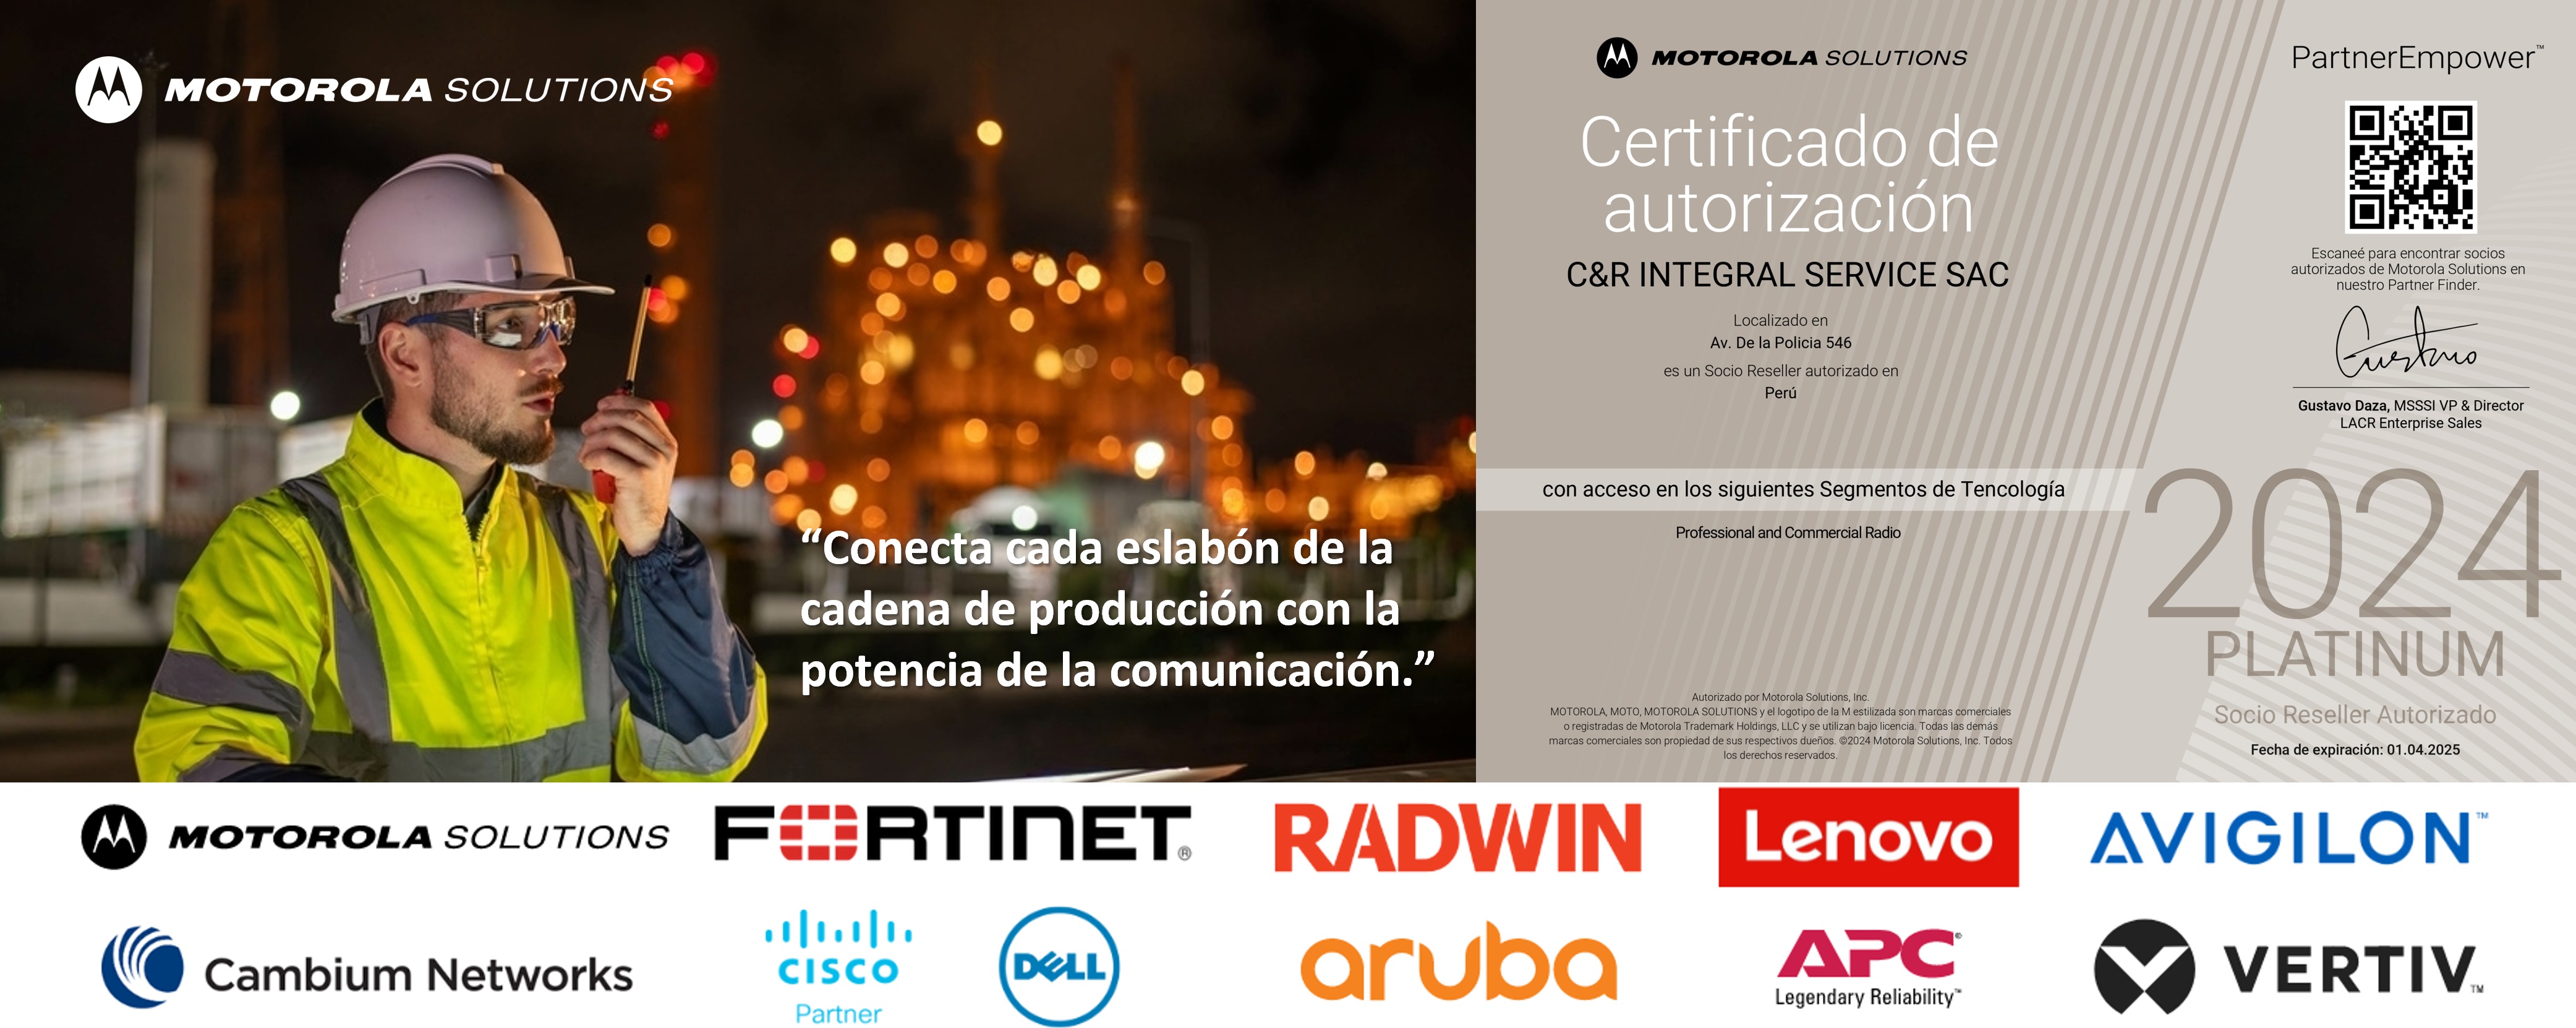 MOTOROLA SOLUTIONS
“Conecta cada eslabón de la
cadena de producción con la
potencia de la comunicación.”
MOTOROLA SOLUTIONS
Certificado de
autorización
C&R INTEGRAL SERVICE SAC
Localizado en
Av. De la Policia 546
es un Socio Reseller autorizado en
Perú
con acceso en los siguientes Segmentos de Tencología
Professional and Commercial Radio
Autorizado por Motorola Solutions, Inc.
MOTOROLA, MOTO, MOTOROLA SOLUTIONS y el logotipo de la M estilizada son marcas comerciales
o registradas de Motorola Trademark Holdings, LLC y se utilizan bajo licencia. Todas las demás
marcas comerciales son propiedad de sus respectivos dueños. ©2024 Motorola Solutions, Inc. Todos
los derechos reservados.
PartnerEmpower™
Escaneé para encontrar socios
autorizados de Motorola Solutions en
nuestro Partner Finder.
Gustavo
Gustavo Daza, MSSSI VP & Director
LACR Enterprise Sales
2024
PLATINUM
Socio Reseller Autorizado
Fecha de expiración: 01.04.2025
MOTOROLA SOLUTIONS
FORTINET®
RADWIN
Lenovo
AVIGILON™
Cambium Networks
CISCO
Partner
DELL
aruba
APC®
Legendary Reliability™
VERTIV™